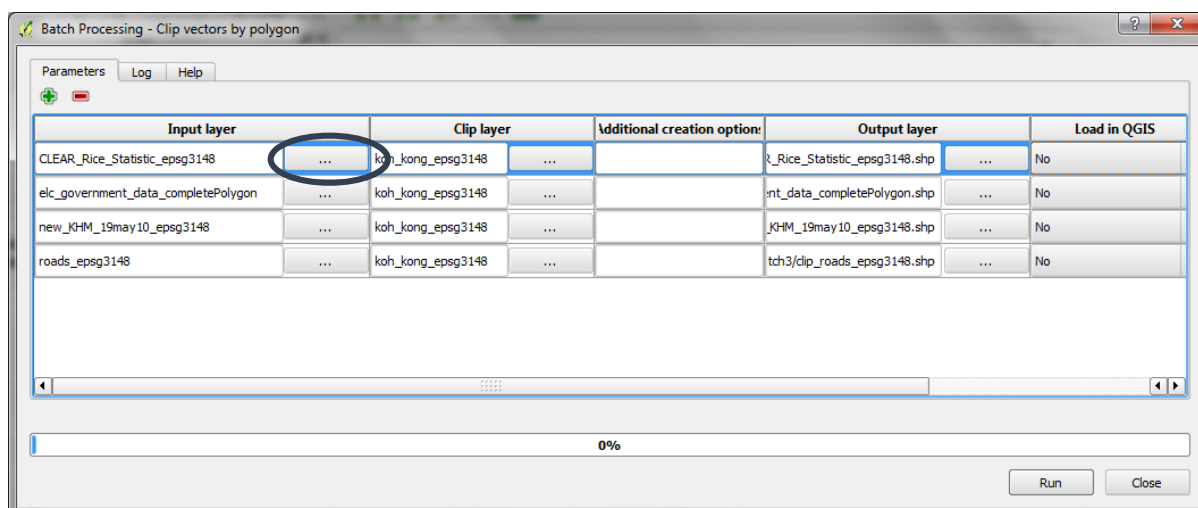 Batch Processing - Clip vectors by polygon
?
X
Parameters Log Help
Input layer Clip layer Additional creation options Output layer Load in QGIS
CLEAR_Rice_Statistic_epsg3148 ... koh_kong_epsg3148 ... R_Rice_Statistic_epsg3148.shp ... No
elc_government_data_completePolygon ... koh_kong_epsg3148 ... ent_data_completePolygon.shp ... No
new_KHM_19may10_epsg3148 ... koh_kong_epsg3148 ... _KHM_19may10_epsg3148.shp ... No
roads_epsg3148 ... koh_kong_epsg3148 ... tch3/clip_roads_epsg3148.shp ... No
0%
Run Close